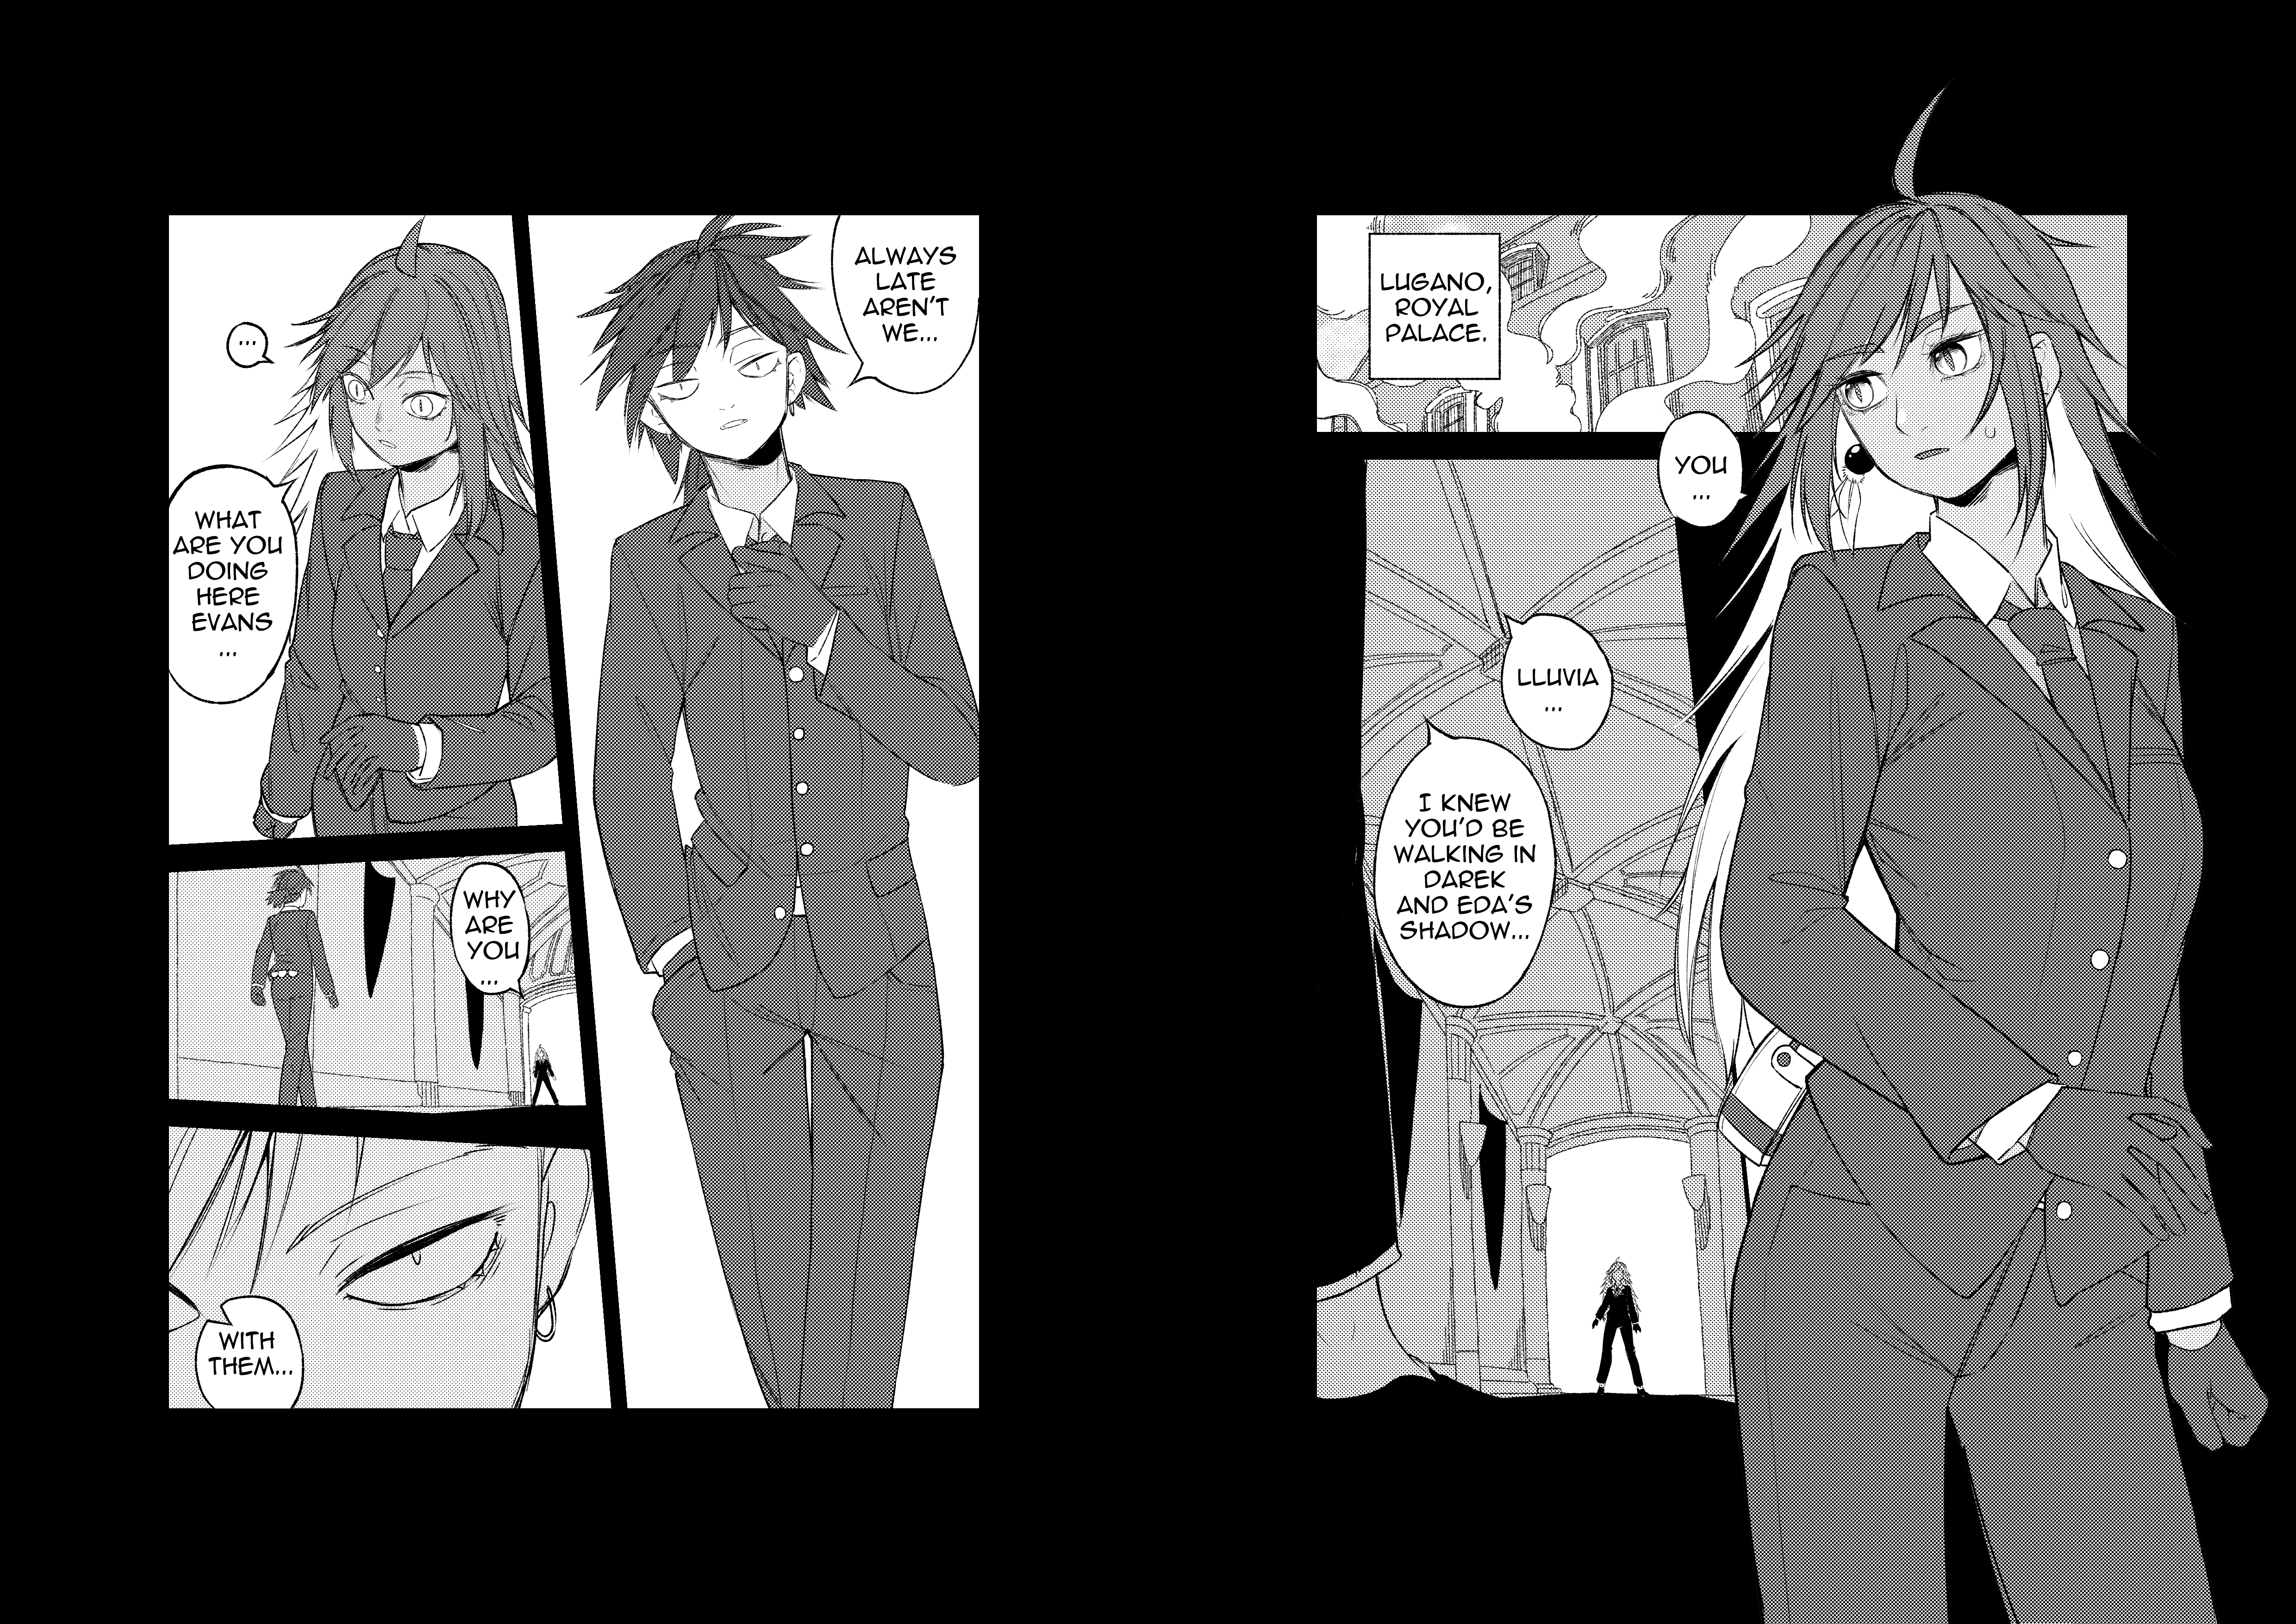 LUGANO,
ROYAL
PALACE.
YOU
...
LLUVIA
...
I KNEW
YOU'D BE
WALKING IN
DAREK
AND EDA'S
SHADOW...
ALWAYS
LATE
AREN'T
WE...
...
WHAT
ARE YOU
DOING
HERE
EVANS
...
WHY
ARE
YOU
...
WITH
THEM...